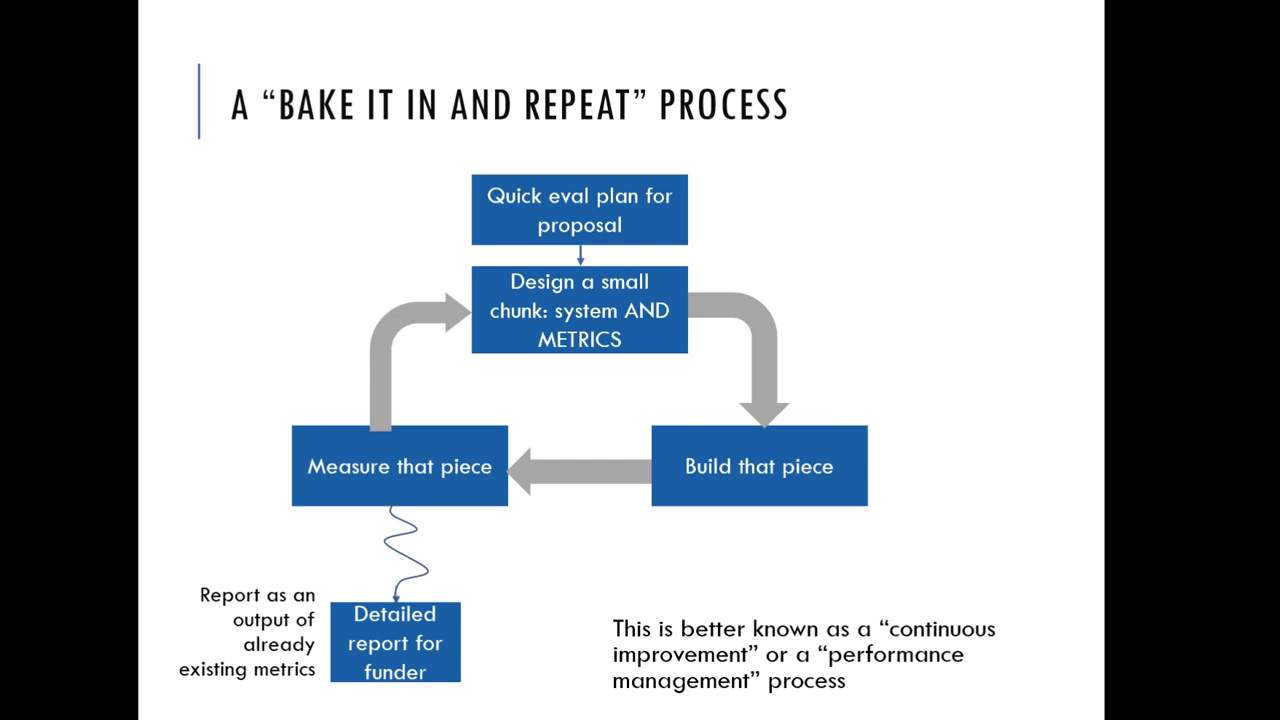 A “BAKE IT IN AND REPEAT” PROCESS
Quick eval plan for
proposal
Design a small
chunk: system AND
METRICS
Measure that piece
Build that piece
Report as an
output of
already
existing metrics
Detailed
report for
funder
This is better known as a “continuous
improvement” or a “performance
management” process